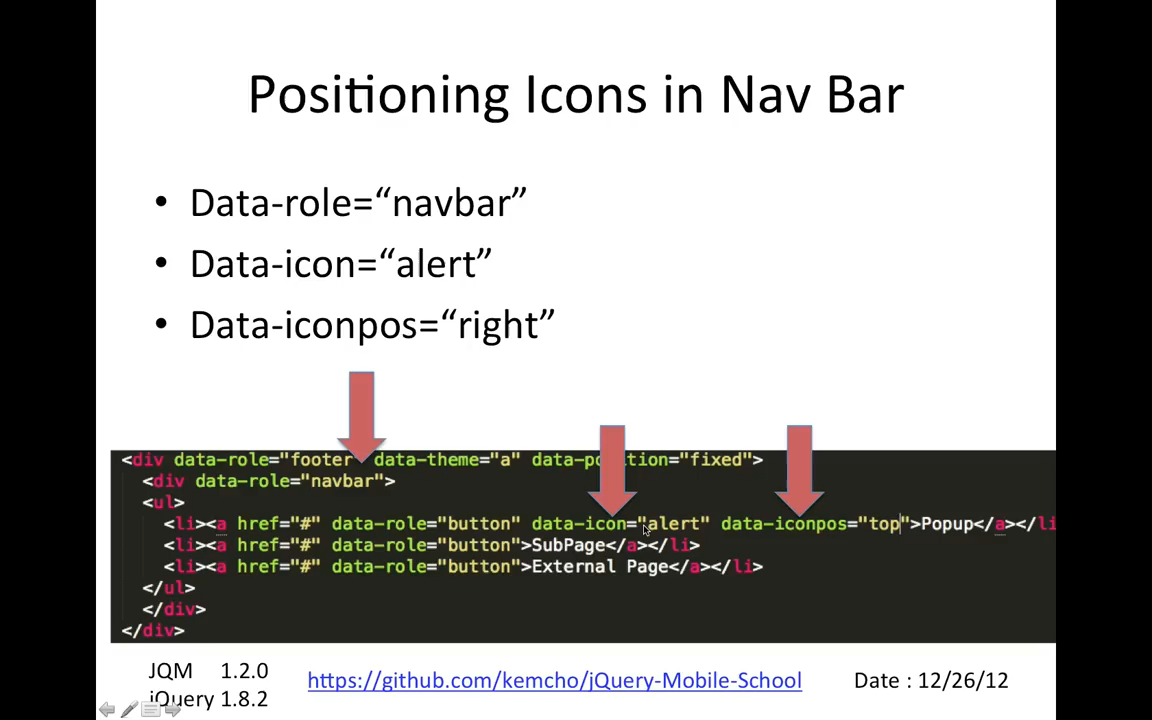 Positioning Icons in Nav Bar
• Data-role=“navbar”
• Data-icon=“alert”
• Data-iconpos=“right”
<div data-role="footer" data-theme="a" data-position="fixed">
<div data-role="navbar">
<ul>
<li><a href="#" data-role="button" data-icon="alert" data-iconpos="top">Popup</a></li
<li><a href="#" data-role="button">SubPage</a></li>
<li><a href="#" data-role="button">External Page</a></li>
</ul>
</div>
</div>
JQM 1.2.0
jQuery 1.8.2
https://github.com/kemcho/jQuery-Mobile-School
Date : 12/26/12